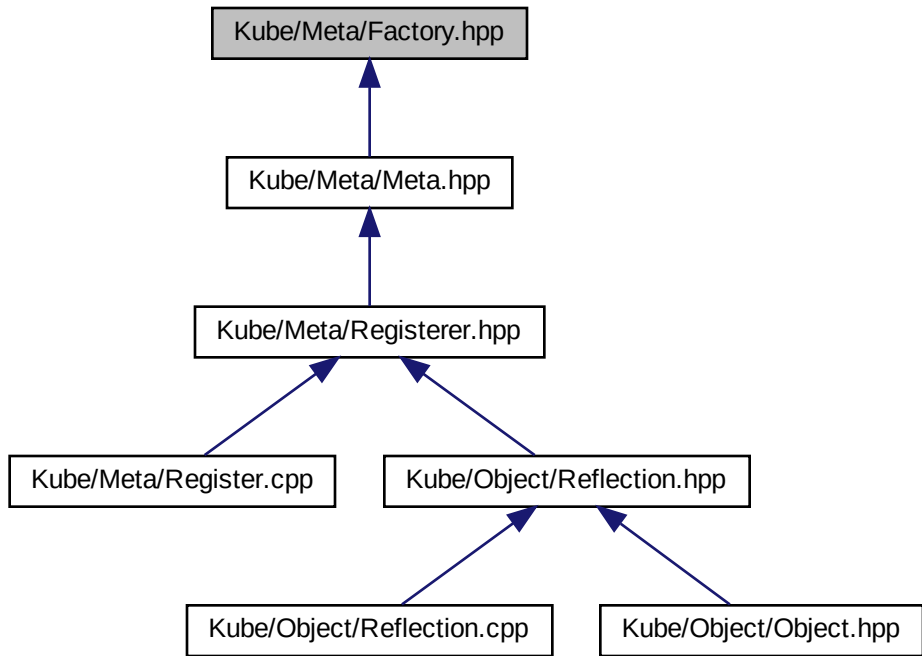 Kube/Meta/Factory.hpp
Kube/Meta/Meta.hpp
Kube/Meta/Registerer.hpp
Kube/Meta/Register.cpp
Kube/Object/Reflection.hpp
Kube/Object/Reflection.cpp
Kube/Object/Object.hpp